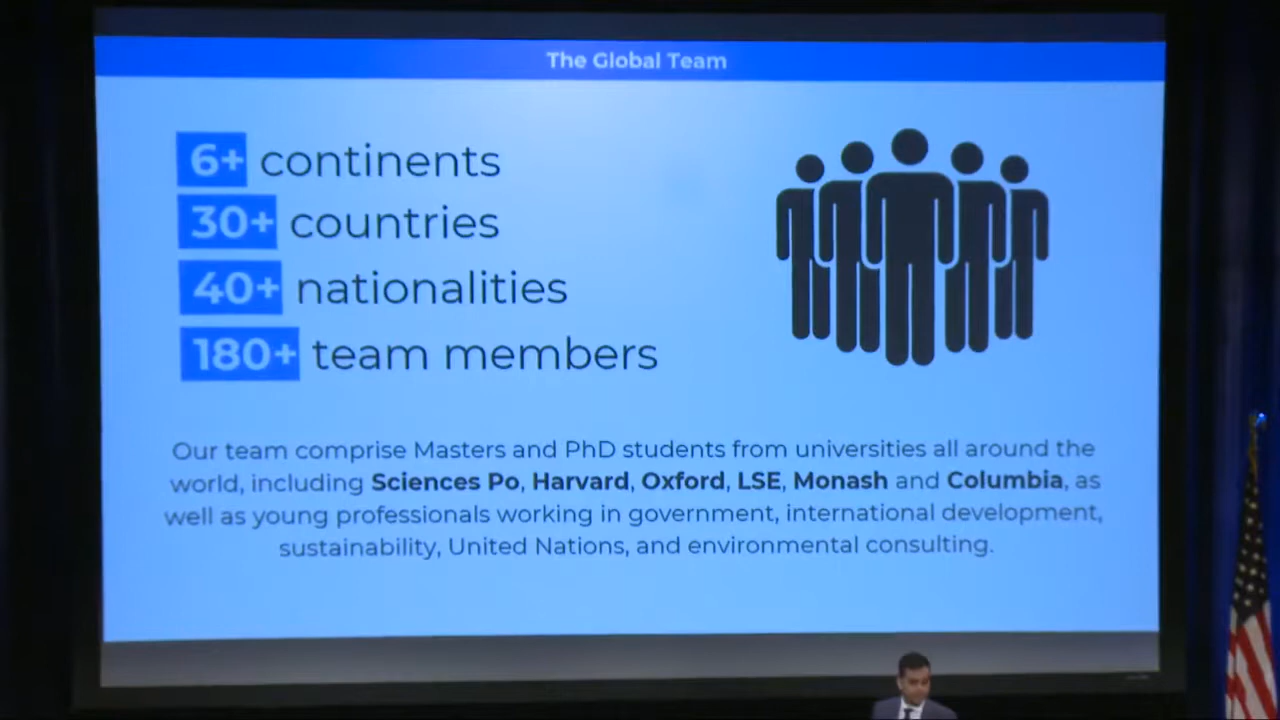 The Global Team
6+ continents
30+ countries
40+ nationalities
180+ team members
Our team comprise Masters and PhD students from universities all around the
world, including Sciences Po, Harvard, Oxford, LSE, Monash and Columbia, as
well as young professionals working in government, international development,
sustainability, United Nations, and environmental consulting.